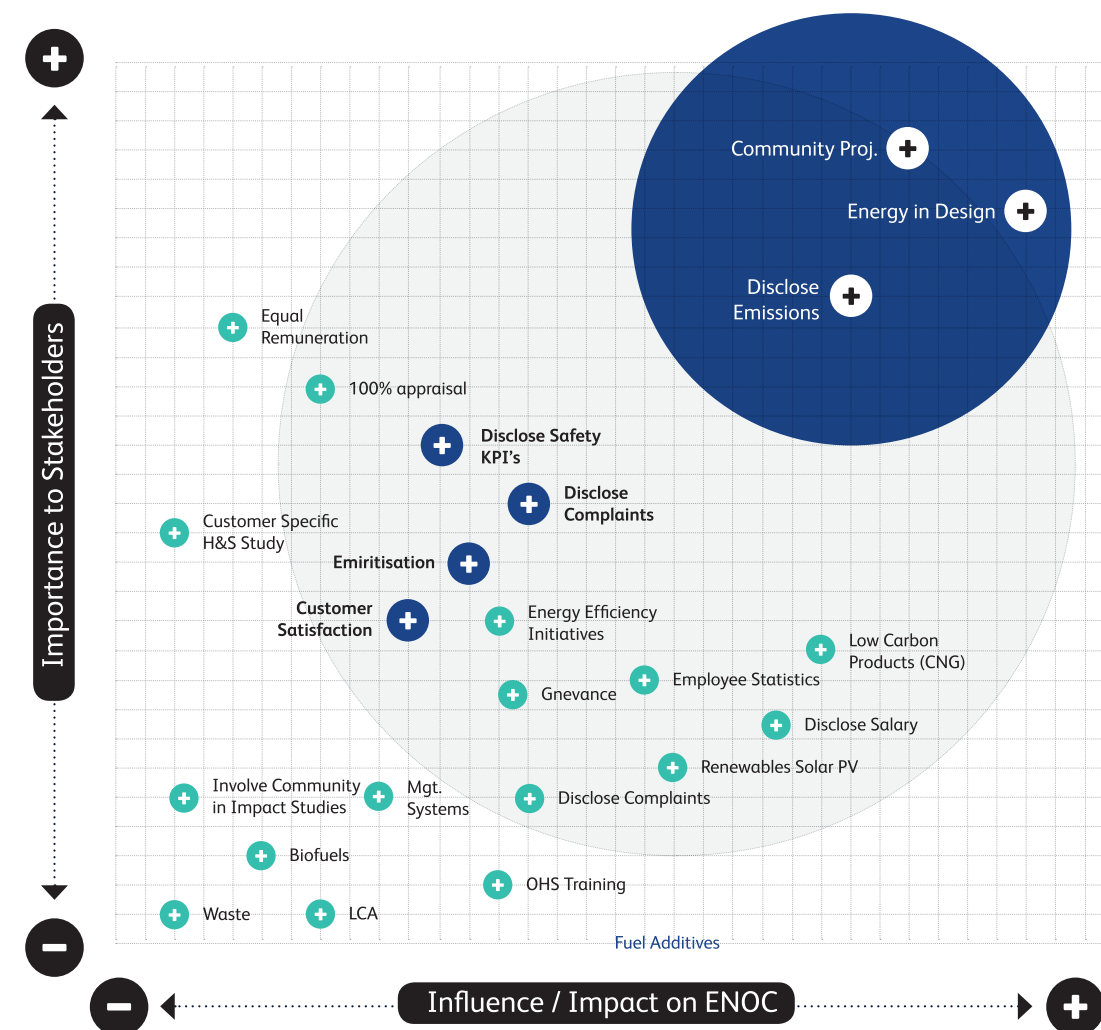 Community Proj.
Energy in Design
Disclose
Emissions
Equal
Remuneration
100% appraisal
Disclose Safety
KPI's
Disclose
Complaints
Customer Specific
H&S Study
Emiritisation
Customer
Satisfaction
Energy Efficiency
Initiatives
Low Carbon
Products (CNG)
Employee Statistics
Gnevance
Disclose Salary
Renewables Solar PV
Involve Community
in Impact Studies
Mgt.
Systems
Disclose Complaints
Biofuels
OHS Training
Waste
LCA
Fuel Additives
Importance to Stakeholders
Influence / Impact on ENOC